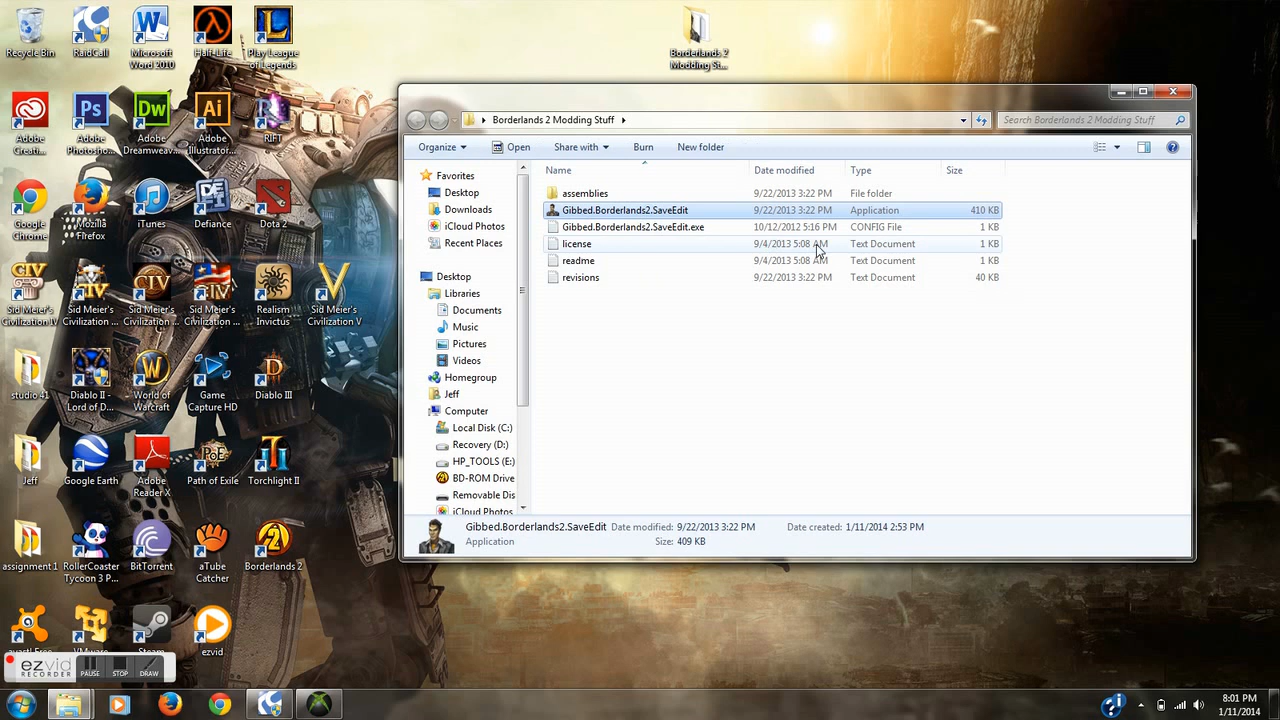 Recycle Bin
RaidCall
Microsoft
Word 2010
Half-Life
Play League
of Legends
Borderlands 2
Modding St...
Adobe
Creati...
Adobe
Photosho...
Adobe
Dreamweav...
Adobe
Illustrator...
RIFT
Google
Chrome
Mozilla
Firefox
iTunes
Defiance
Dota 2
Sid Meier's
Civilization IV
Sid Meier's
Civilization ...
Sid Meier's
Civilization ...
Sid Meier's
Civilization ...
Realism
Invictus
Sid Meier's
Civilization V
studio 41
Diablo II -
Lord of D...
World of
Warcraft
Game
Capture HD
Diablo III
Jeff
Google Earth
Adobe
Reader X
Path of Exile
Torchlight II
assignment 1
RollerCoaster
Tycoon 3 P...
BitTorrent
aTube
Catcher
Borderlands 2
avast! Free
VMware
Steam
ezvid
ezvid
RECORDER
PAUSE
STOP
DRAW
Borderlands 2 Modding Stuff
Search Borderlands 2 Modding Stuff
Organize
Open
Share with
Burn
New folder
Favorites
Desktop
Downloads
iCloud Photos
Recent Places
Desktop
Libraries
Documents
Music
Pictures
Videos
Homegroup
Jeff
Computer
Local Disk (C:)
Recovery (D:)
HP_TOOLS (E:)
BD-ROM Drive
Removable Dis
iCloud Photos
Name Date modified Type Size
assemblies 9/22/2013 3:22 PM File folder
Gibbed.Borderlands2.SaveEdit 9/22/2013 3:22 PM Application 410 KB
Gibbed.Borderlands2.SaveEdit.exe 10/12/2012 5:16 PM CONFIG File 1 KB
license 9/4/2013 5:08 AM Text Document 1 KB
readme 9/4/2013 5:08 AM Text Document 1 KB
revisions 9/22/2013 3:22 PM Text Document 40 KB
Gibbed.Borderlands2.SaveEdit Date modified: 9/22/2013 3:22 PM Date created: 1/11/2014 2:53 PM
Application Size: 409 KB
8:01 PM
1/11/2014